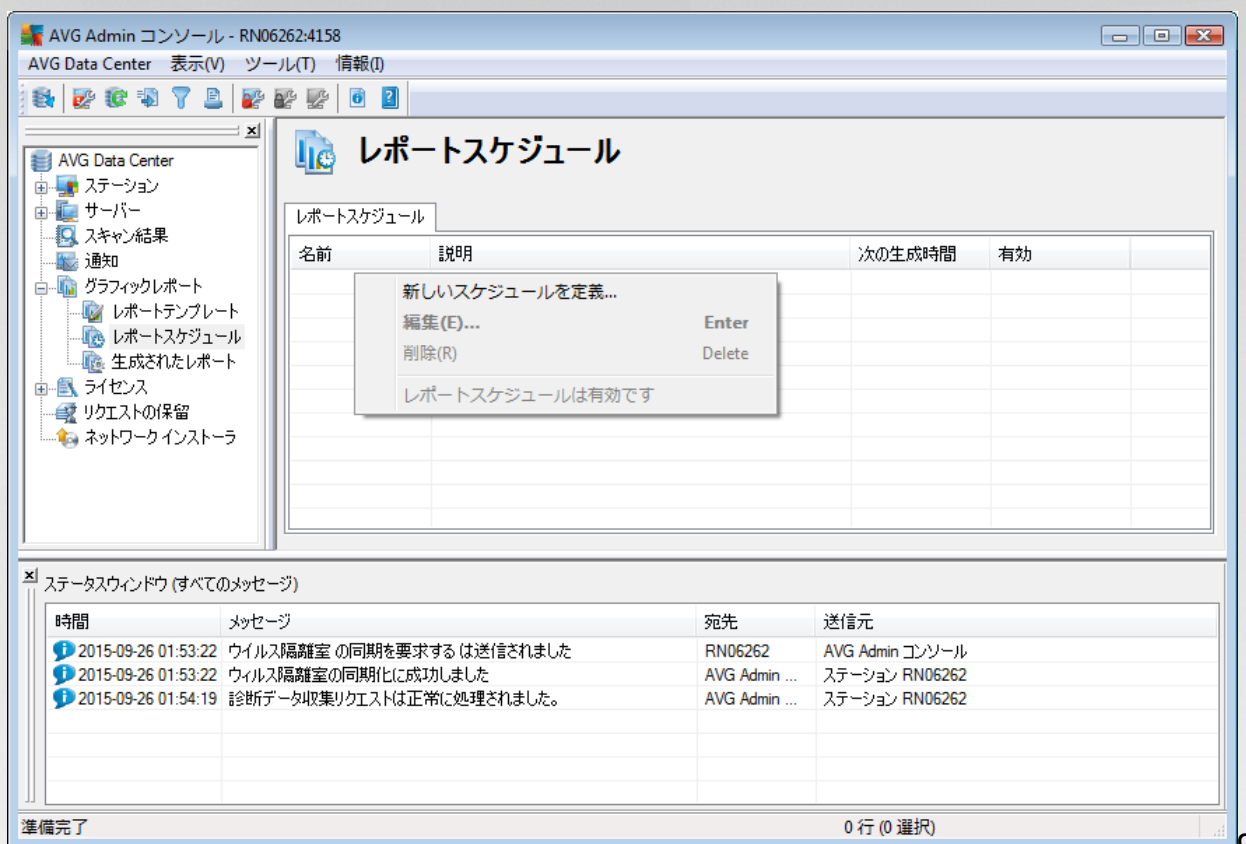 AVG Admin コンソール - RN06262:4158
AVG Data Center 表示(V) ツール(T) 情報(I)
AVG Data Center
ステーション
サーバー
スキャン結果
通知
グラフィックレポート
レポートテンプレート
レポートスケジュール
生成されたレポート
ライセンス
リクエストの保留
ネットワークインストーラ
レポートスケジュール
レポートスケジュール
名前 説明 次の生成時間 有効
新しいスケジュールを定義...
編集(E)... Enter
削除(R) Delete
レポートスケジュールは有効です
ステータスウィンドウ (すべてのメッセージ)
時間 メッセージ 宛先 送信元
2015-09-26 01:53:22 ウイルス隔離室 の同期を要求する は送信されました RN06262 AVG Admin コンソール
2015-09-26 01:53:22 ウィルス隔離室の同期化に成功しました AVG Admin ... ステーション RN06262
2015-09-26 01:54:19 診断データ収集リクエストは正常に処理されました。 AVG Admin ... ステーション RN06262
準備完了 0 行 (0 選択)